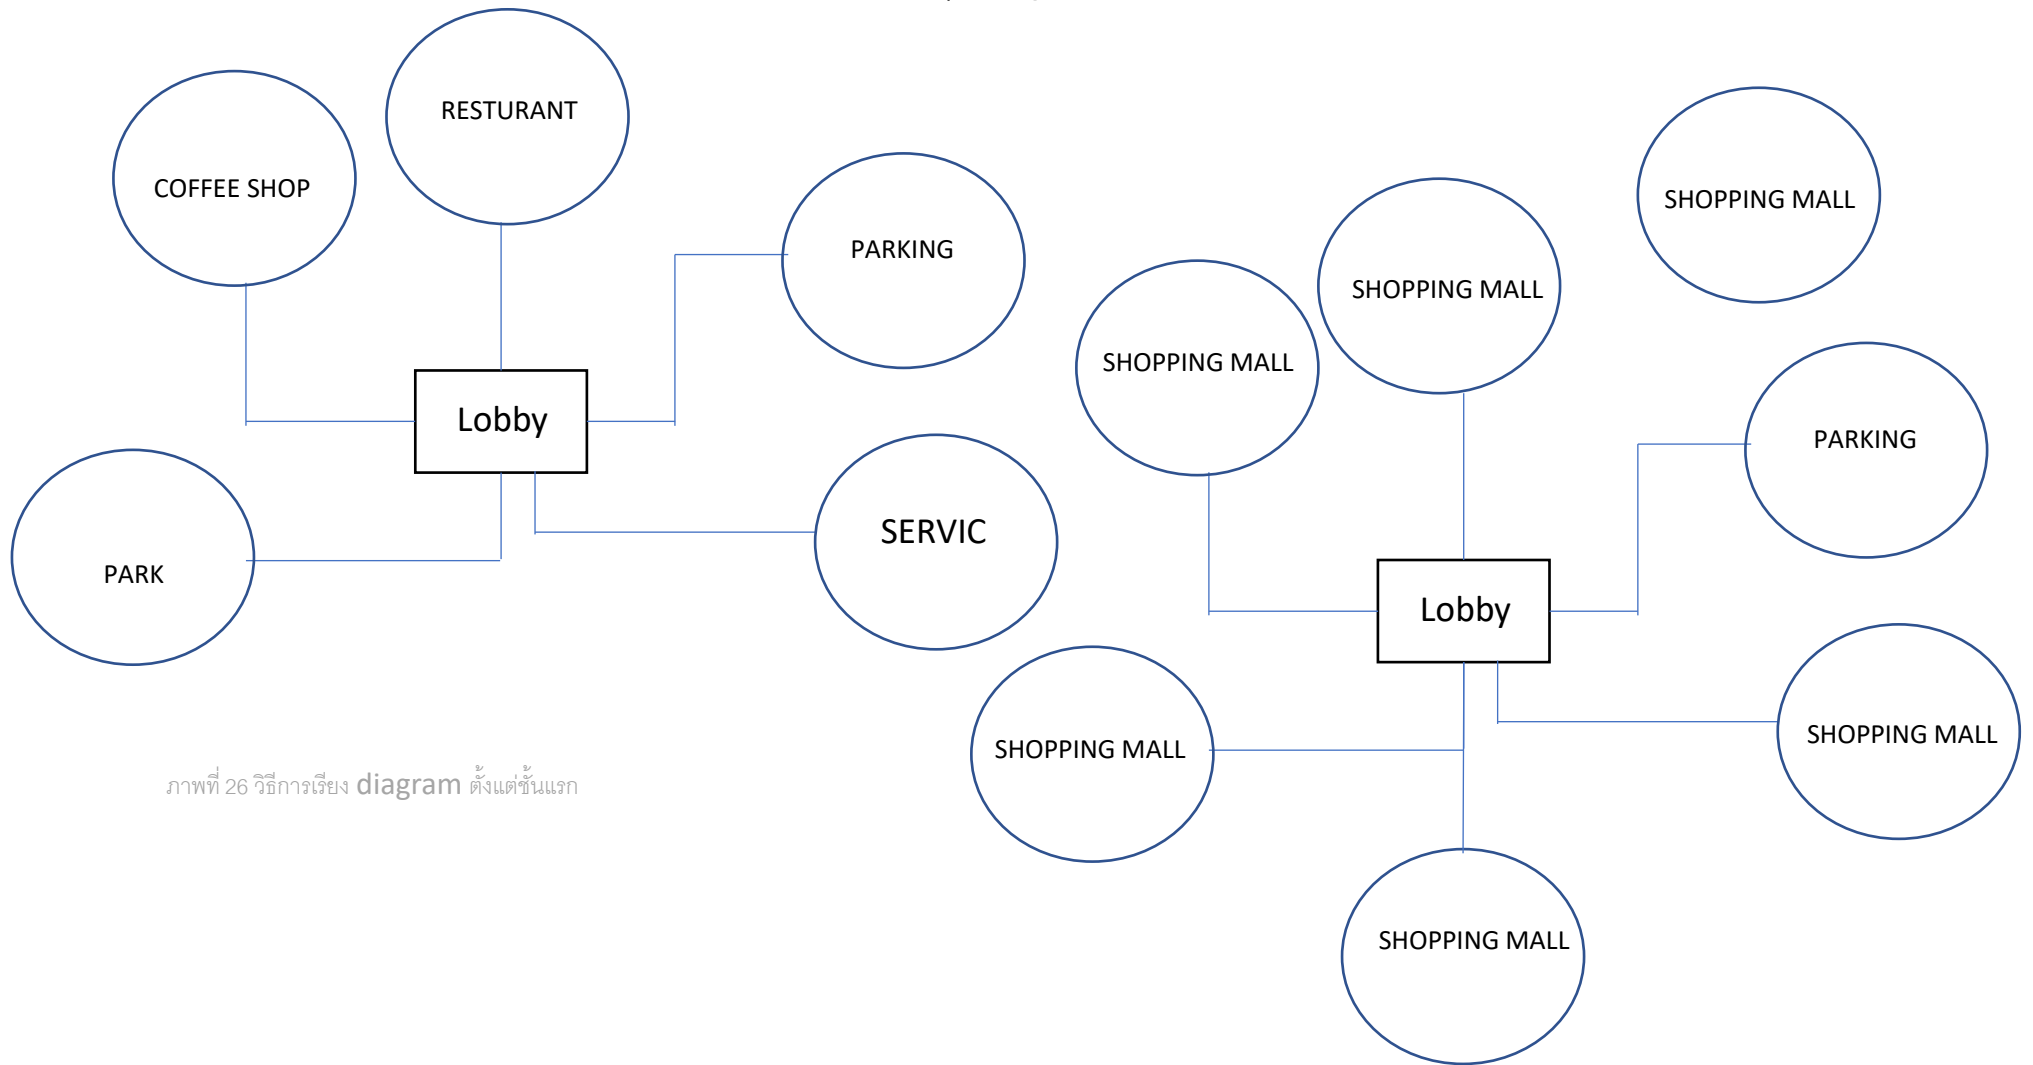 RESTURANT
COFFEE SHOP
PARKING
Lobby
SERVIC
PARK
SHOPPING MALL
SHOPPING MALL
SHOPPING MALL
PARKING
Lobby
SHOPPING MALL
SHOPPING MALL
SHOPPING MALL
ภาพที่ 26 วิธีการเรียง diagram ตั้งแต่ชั้นแรก